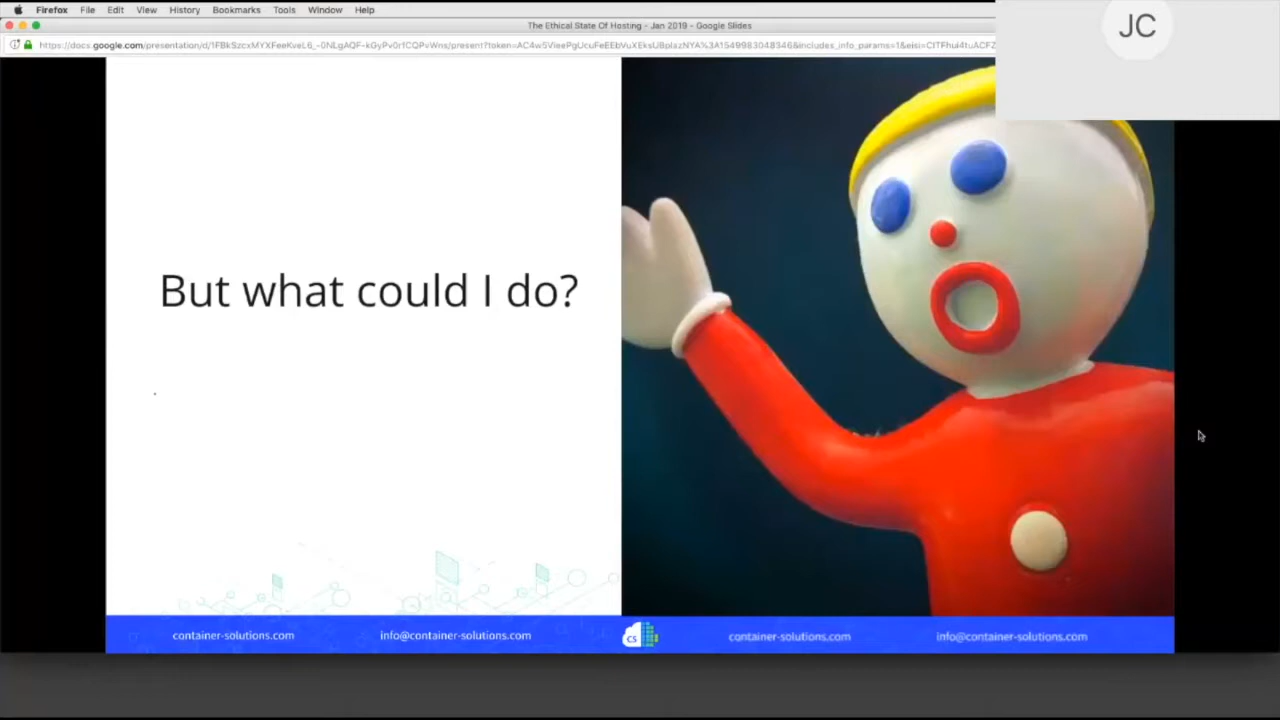 Firefox File Edit View History Bookmarks Tools Window Help
The Ethical State Of Hosting - Jan 2019 - Google Slides
JC
But what could I do?
container-solutions.com info@container-solutions.com CS container-solutions.com info@container-solutions.com